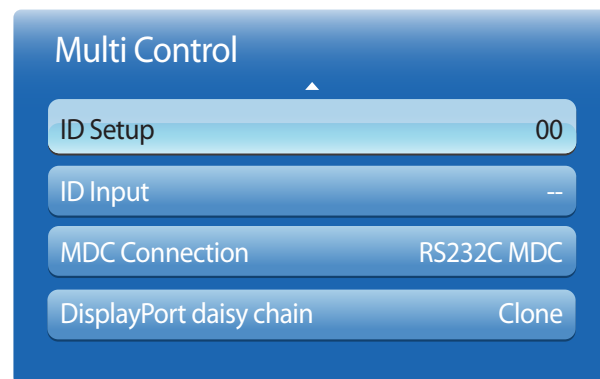 Multi Control
ID Setup 00
ID Input --
MDC Connection RS232C MDC
DisplayPort daisy chain Clone